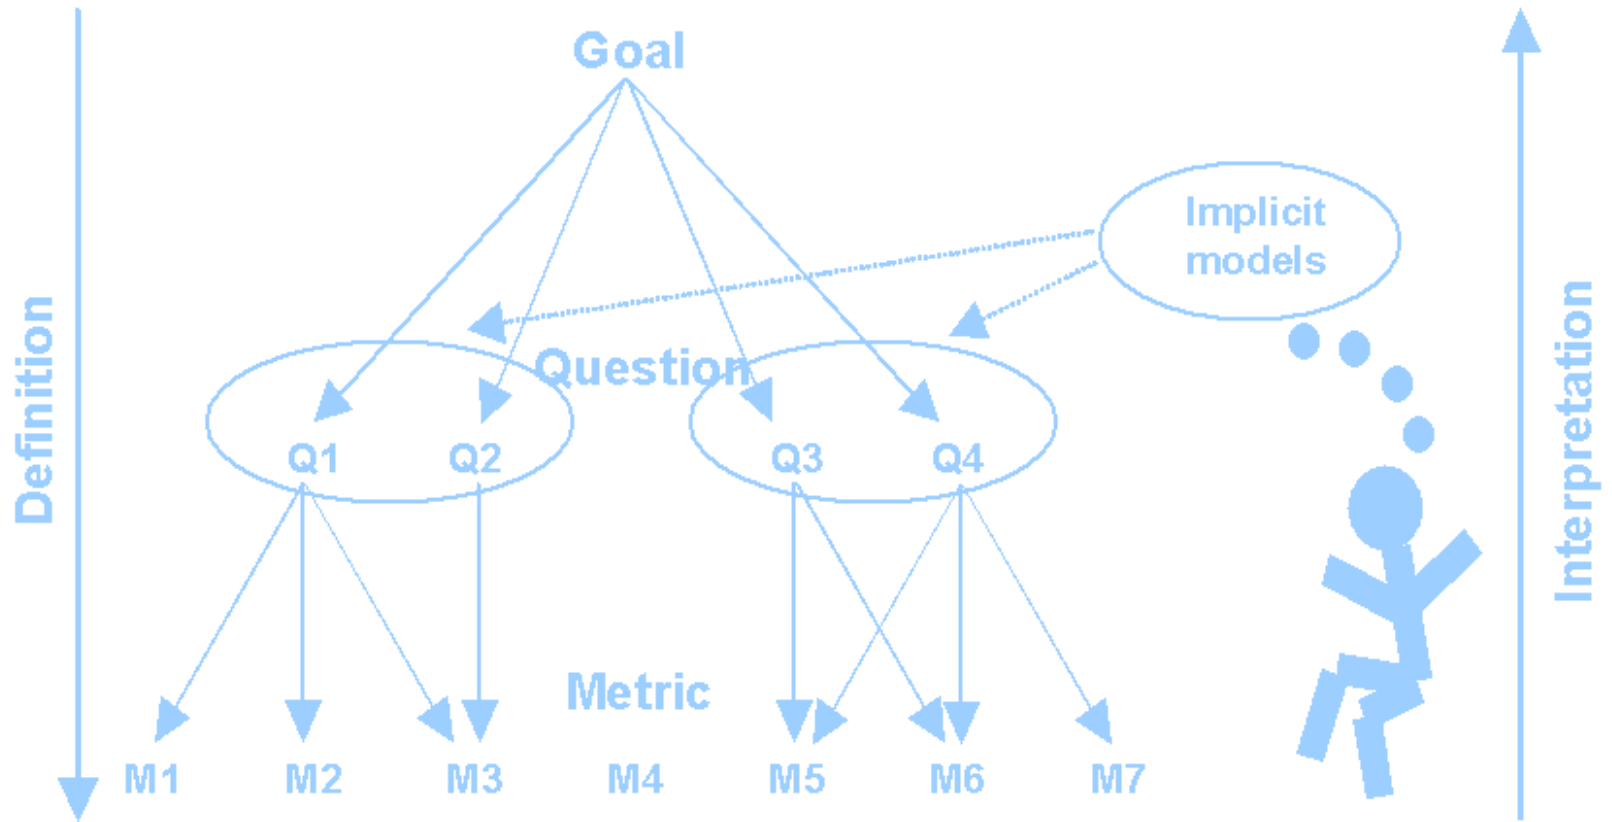 Goal
Implicit
models
Definition
Interpretation
Question
Q1 Q2 Q3 Q4
Metric
M1 M2 M3 M4 M5 M6 M7